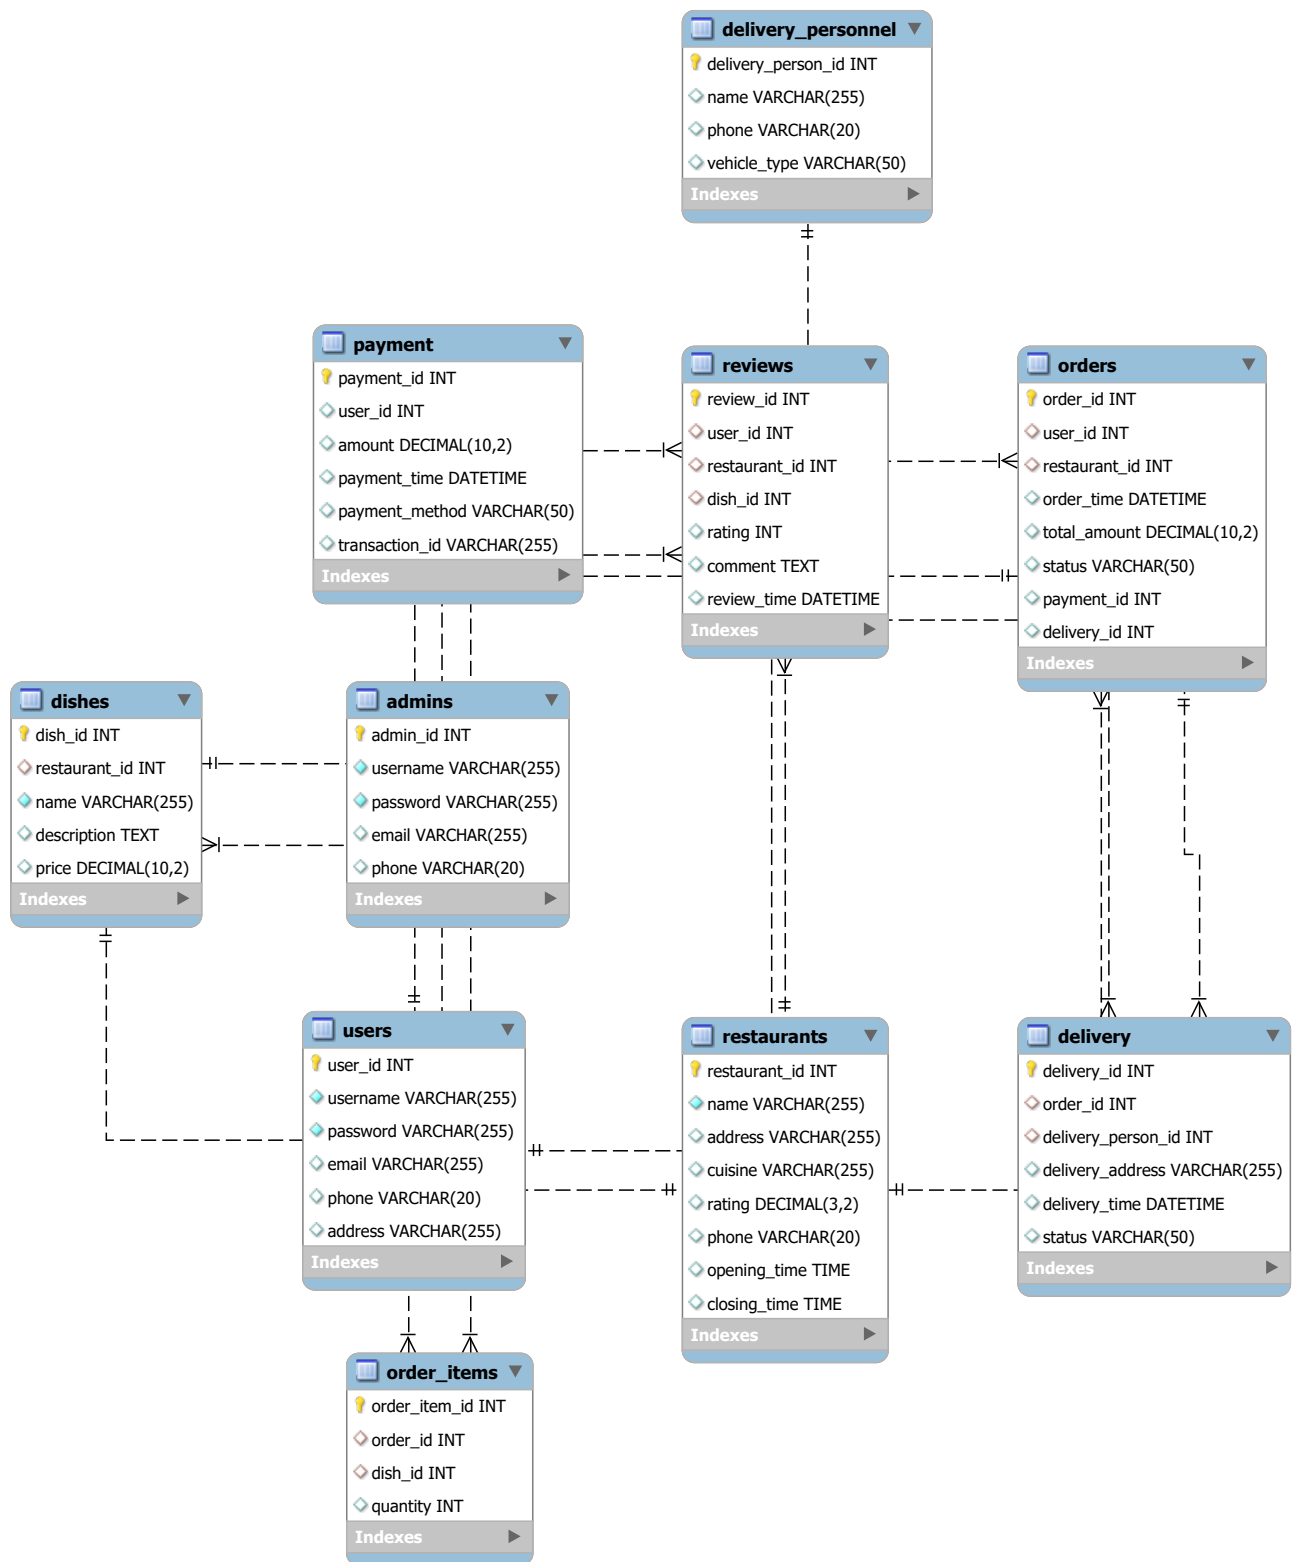 delivery_personnel
delivery_person_id INT
name VARCHAR(255)
phone VARCHAR(20)
vehicle_type VARCHAR(50)
Indexes
payment
payment_id INT
user_id INT
amount DECIMAL(10,2)
payment_time DATETIME
payment_method VARCHAR(50)
transaction_id VARCHAR(255)
Indexes
reviews
review_id INT
user_id INT
restaurant_id INT
dish_id INT
rating INT
comment TEXT
review_time DATETIME
Indexes
orders
order_id INT
user_id INT
restaurant_id INT
order_time DATETIME
total_amount DECIMAL(10,2)
status VARCHAR(50)
payment_id INT
delivery_id INT
Indexes
dishes
dish_id INT
restaurant_id INT
name VARCHAR(255)
description TEXT
price DECIMAL(10,2)
Indexes
admins
admin_id INT
username VARCHAR(255)
password VARCHAR(255)
email VARCHAR(255)
phone VARCHAR(20)
Indexes
users
user_id INT
username VARCHAR(255)
password VARCHAR(255)
email VARCHAR(255)
phone VARCHAR(20)
address VARCHAR(255)
Indexes
restaurants
restaurant_id INT
name VARCHAR(255)
address VARCHAR(255)
cuisine VARCHAR(255)
rating DECIMAL(3,2)
phone VARCHAR(20)
opening_time TIME
closing_time TIME
Indexes
delivery
delivery_id INT
order_id INT
delivery_person_id INT
delivery_address VARCHAR(255)
delivery_time DATETIME
status VARCHAR(50)
Indexes
order_items
order_item_id INT
order_id INT
dish_id INT
quantity INT
Indexes